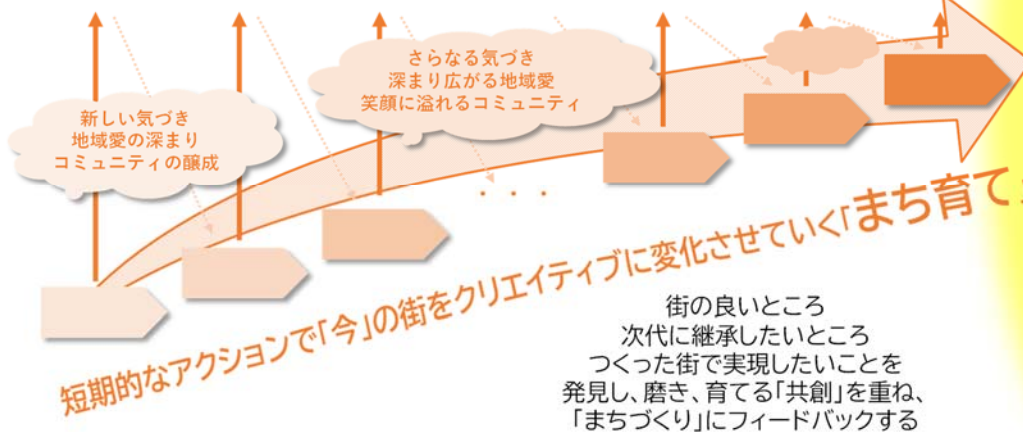 新しい気づき
地域愛の深まり
コミュニティの醸成
さらなる気づき
深まり広がる地域愛
笑顔に溢れるコミュニティ
・・・
短期的なアクションで「今」の街をクリエイティブに変化させていく「まち育て」
街の良いところ
次代に継承したいところ
つくった街で実現したいことを
発見し、磨き、育てる「共創」を重ね、
「まちづくり」にフィードバックする